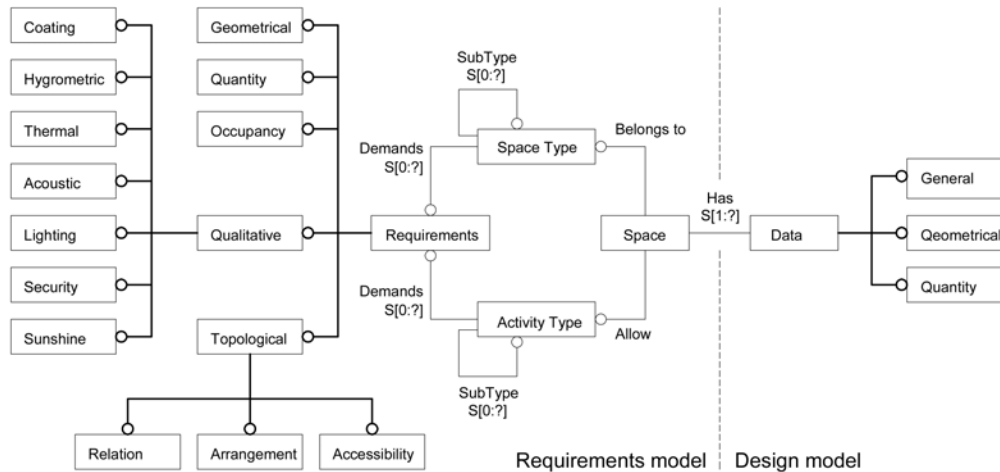 Coating
Hygrometric
Thermal
Acoustic
Lighting
Security
Sunshine
Geometrical
Quantity
Occupancy
Qualitative
Topological
Relation
Arrangement
Accessibility
Requirements
Demands
S[0:?]
Demands
S[0:?]
SubType
S[0:?]
Space Type
Activity Type
SubType
S[0:?]
Belongs to
Space
Allow
Has
S[1:?]
Data
General
Qeometrical
Quantity
Requirements model
Design model